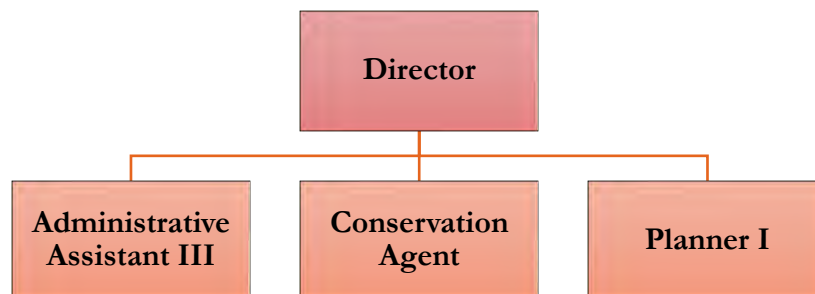 Director
Administrative
Assistant III
Conservation
Agent
Planner I